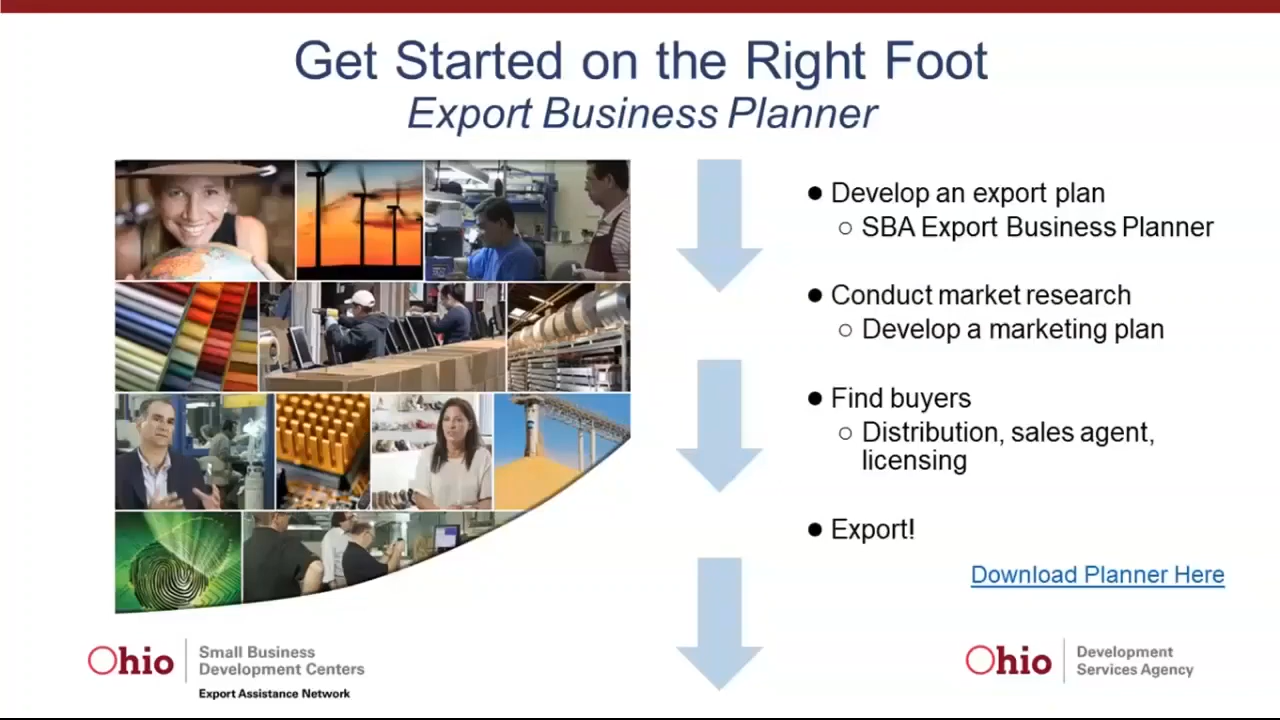 Get Started on the Right Foot
Export Business Planner
● Develop an export plan
○ SBA Export Business Planner
● Conduct market research
○ Develop a marketing plan
● Find buyers
○ Distribution, sales agent,
licensing
● Export!
Download Planner Here
Ohio
Small Business
Development Centers
Export Assistance Network
Ohio
Development
Services Agency